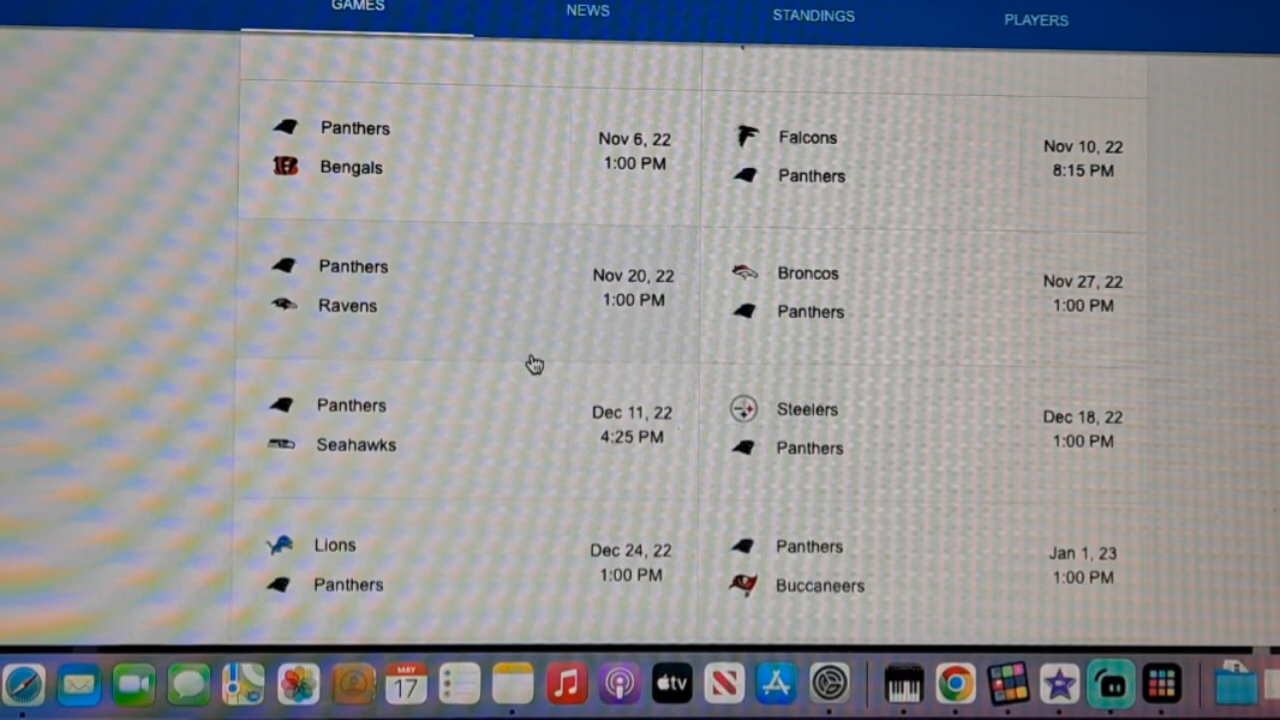 GAMES
NEWS
STANDINGS
PLAYERS
Panthers
Bengals
Nov 6, 22
1:00 PM
Falcons
Panthers
Nov 10, 22
8:15 PM
Panthers
Ravens
Nov 20, 22
1:00 PM
Broncos
Panthers
Nov 27, 22
1:00 PM
Panthers
Seahawks
Dec 11, 22
4:25 PM
Steelers
Panthers
Dec 18, 22
1:00 PM
Lions
Panthers
Dec 24, 22
1:00 PM
Panthers
Buccaneers
Jan 1, 23
1:00 PM
MAY
17
tv